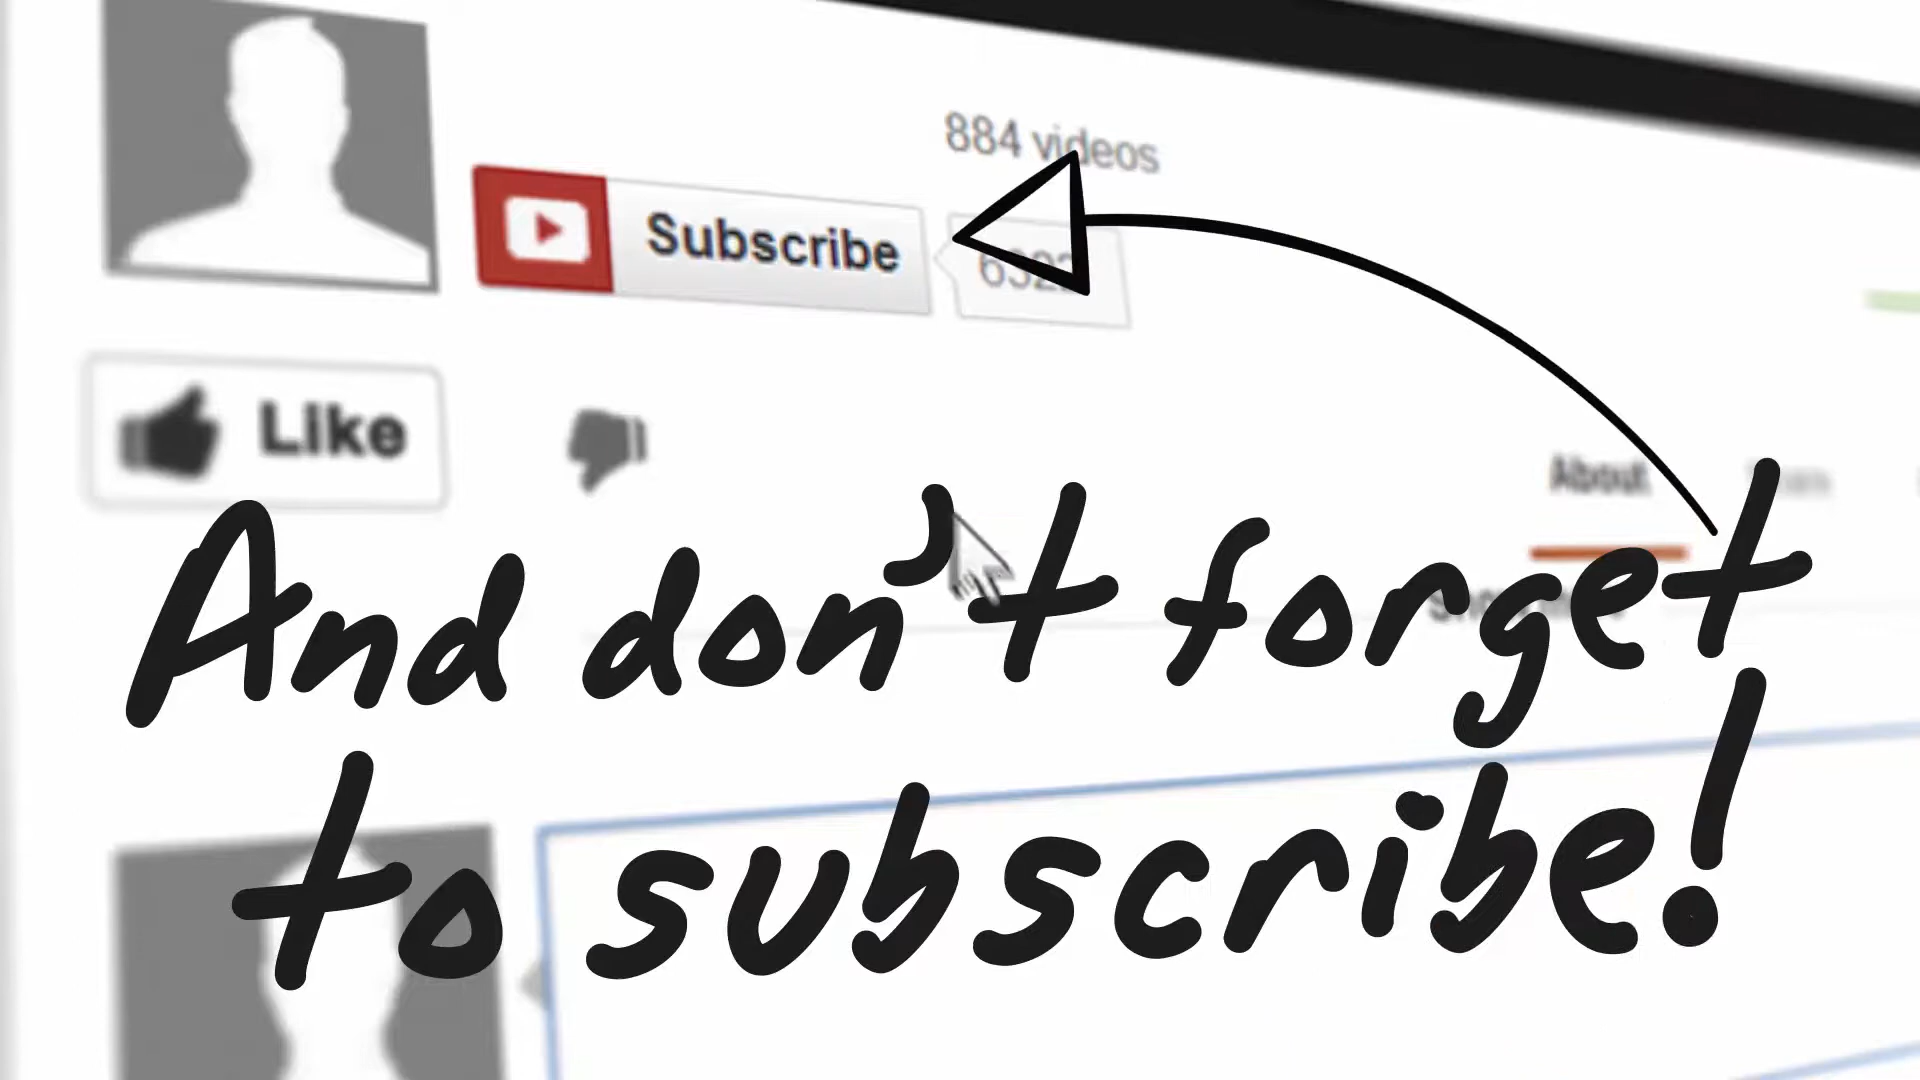 884 videos
Subscribe
Like
About
And don't forget
to subscribe!